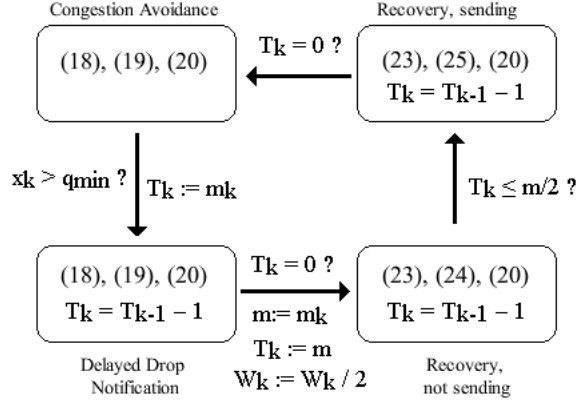 Congestion Avoidance
(18), (19), (20)
Tk = 0 ?
Recovery, sending
(23), (25), (20)
Tk = Tk-1 − 1
xk > qmin ?
Tk := mk
Tk ≤ m/2 ?
(18), (19), (20)
Tk = Tk-1 − 1
Delayed Drop
Notification
Tk = 0 ?
m:= mk
Tk := m
Wk := Wk / 2
(23), (24), (20)
Tk = Tk-1 − 1
Recovery,
not sending